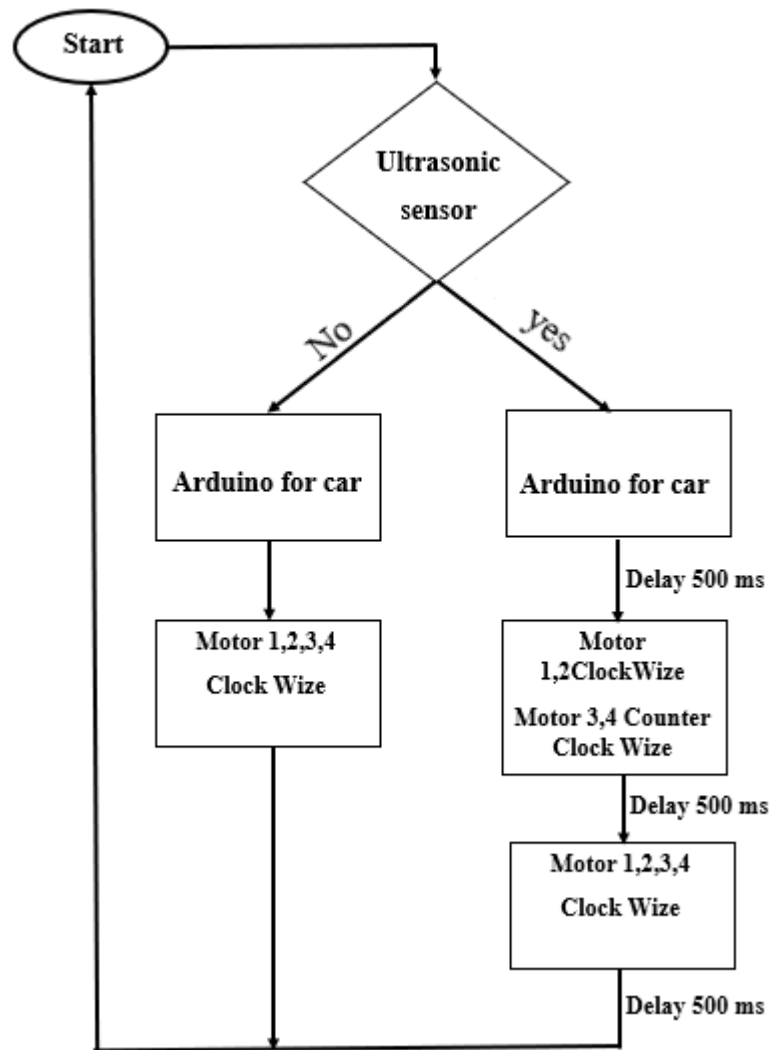 Start
Ultrasonic
sensor
No
yes
Arduino for car
Arduino for car
Delay 500 ms
Motor 1,2,3,4
Clock Wize
Motor
1,2ClockWize
Motor 3,4 Counter
Clock Wize
Delay 500 ms
Motor 1,2,3,4
Clock Wize
Delay 500 ms